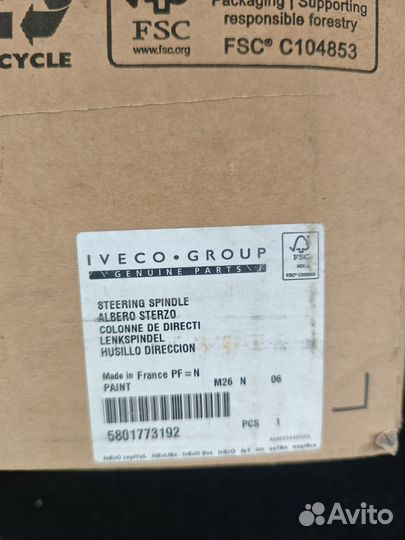 Packaging | Supporting
responsible forestry
FSC
www.fsc.org
FSC® C104853
CYCLE
IVECO•GROUP
GENUINE PARTS
FSC
STEERING SPINDLE
ALBERO STERZO
COLONNE DE DIRECTI
LENKSPINDEL
HUSILLO DIRECCION
Made in France PF=N
PAINT M26 N 06
5801773192 PCS 1
Avito